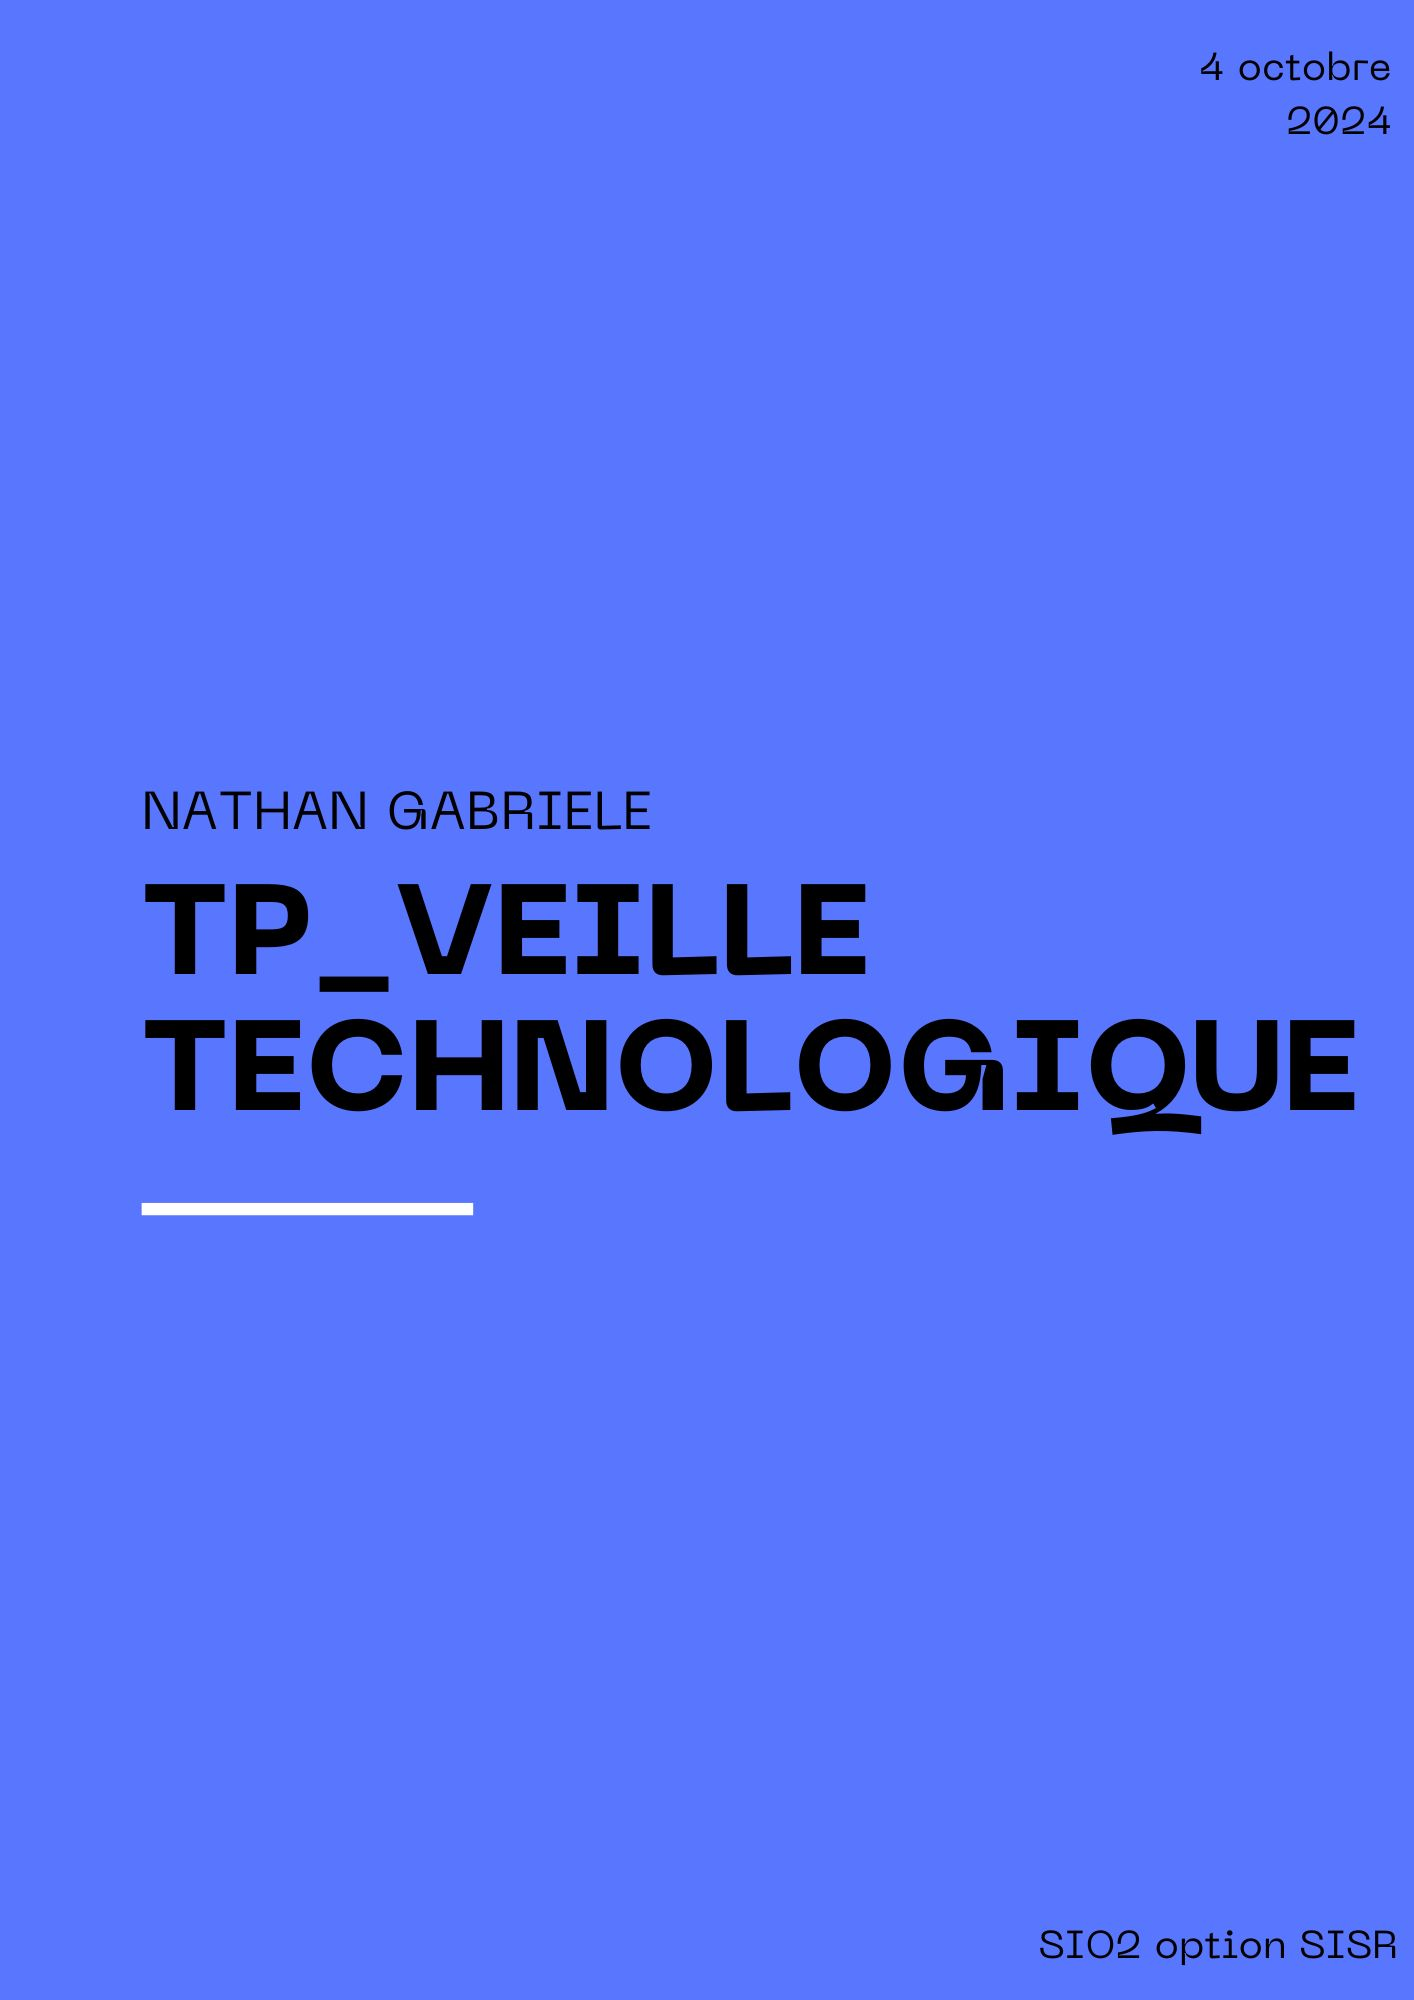 4 octobre
2024
NATHAN GABRIELE
TP_VEILLE
TECHNOLOGIQUE
SIO2 option SISR